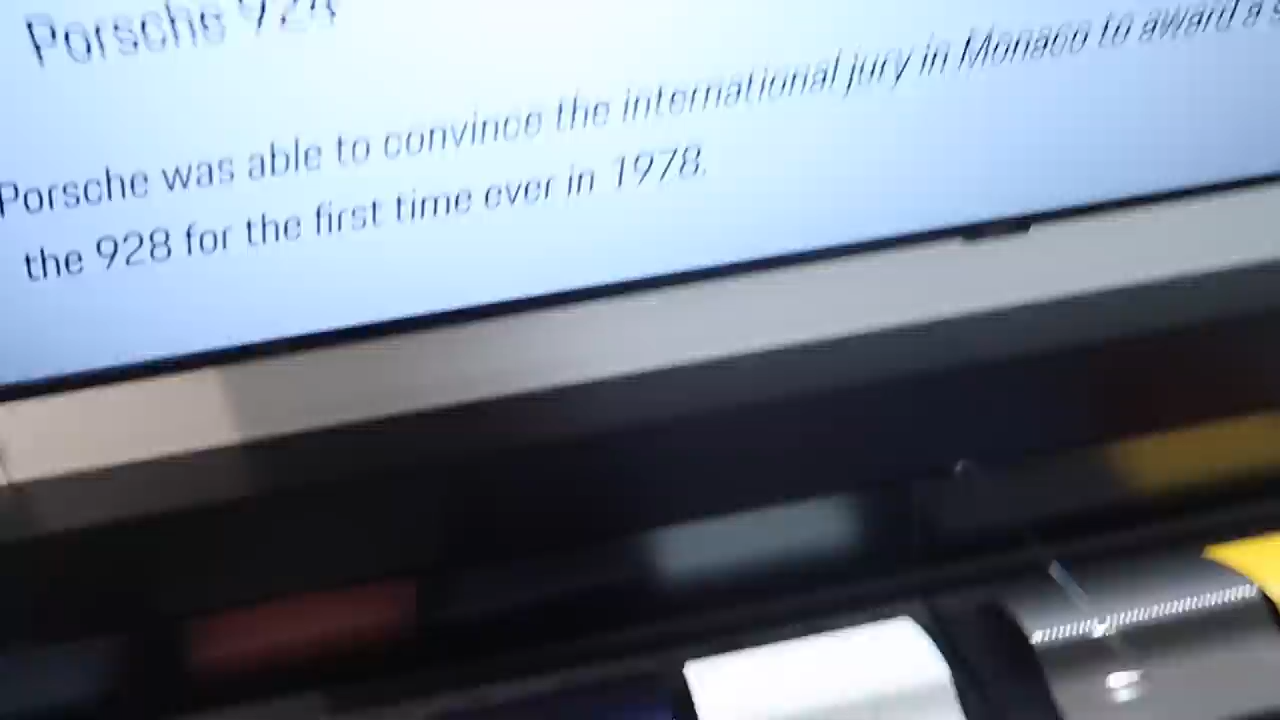 Porsche 928
Porsche was able to convince the international jury in Monaco to award a
the 928 for the first time ever in 1978.